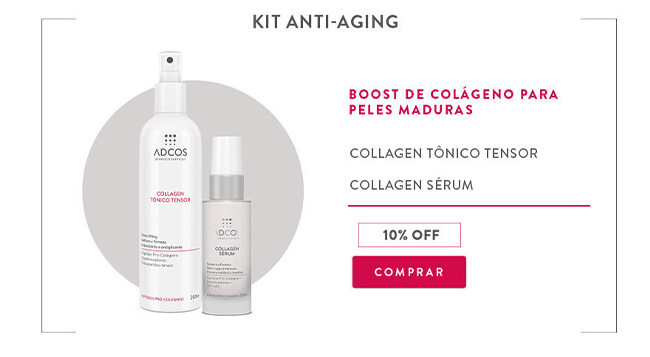 KIT ANTI-AGING
BOOST DE COLÁGENO PARA
PELES MADURAS
COLLAGEN TÔNICO TENSOR
COLLAGEN SÉRUM
10% OFF
COMPRAR
ADCOS
COLLAGEN
TÔNICO TENSOR
ADCOS
COLLAGEN
SÉRUM